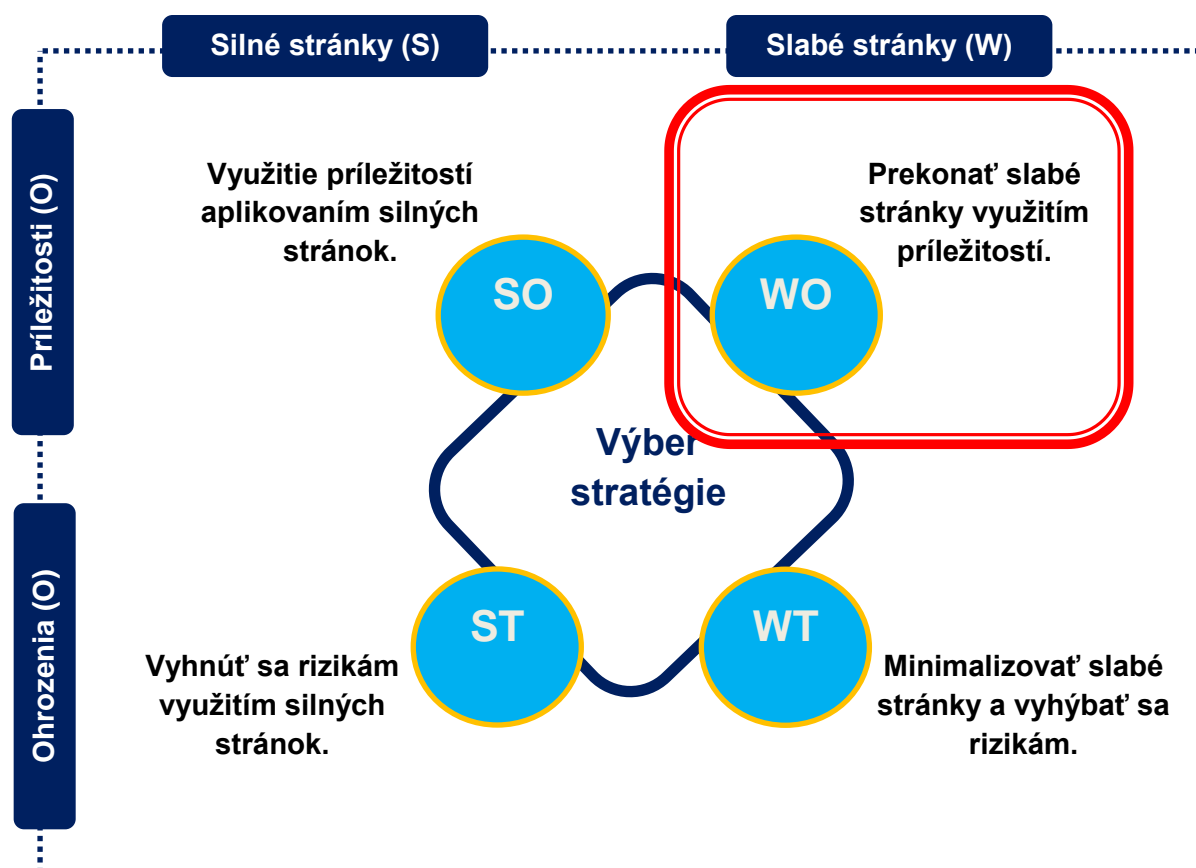 Silné stránky (S)
Slabé stránky (W)
Príležitosti (O)
Využitie príležitostí
aplikovaním silných
stránok.
Prekonať slabé
stránky využitím
príležitostí.
SO
WO
Výber
stratégie
Ohrozenia (O)
ST
WT
Vyhnúť sa rizikám
využitím silných
stránok.
Minimalizovať slabé
stránky a vyhýbať sa
rizikám.